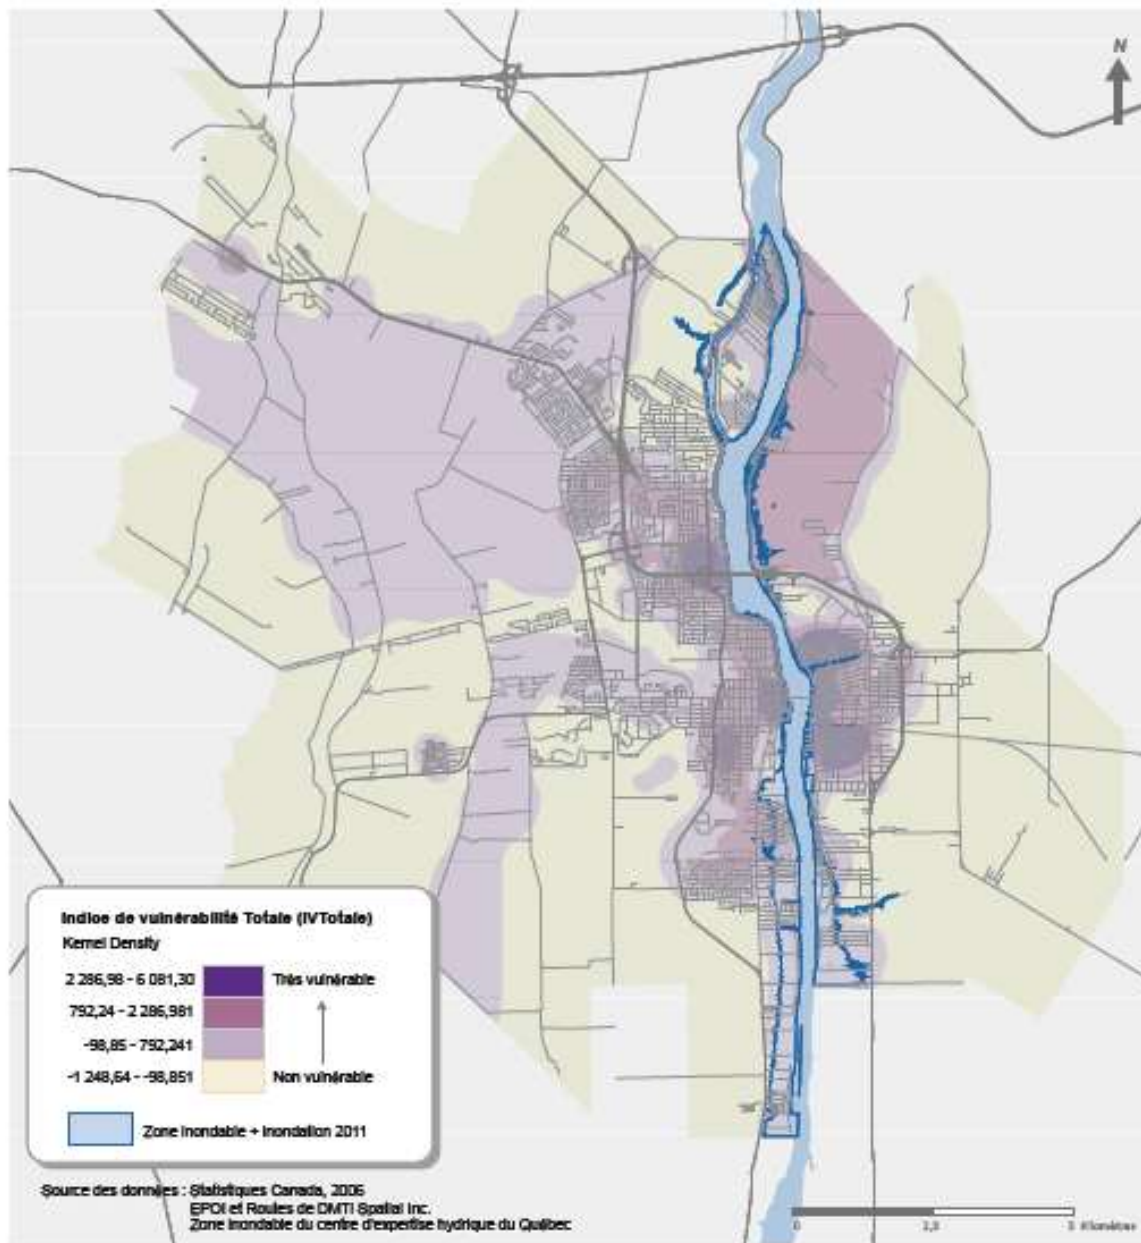 N
Indice de vulnérabilité Totale (IVTotale)
Kernel Density
2 286,98 - 6 081,30 Très vulnérable
792,24 - 2 286,981
-98,85 - 792,241
-1 248,64 - -98,851 Non vulnérable
Zone inondable + inondation 2011
Source des données : Statistiques Canada, 2006
EPOI et Routes de DMTI Spatial Inc.
Zone inondable du centre d'expertise hydrique du Québec
0 2,5 5 Kilomètres